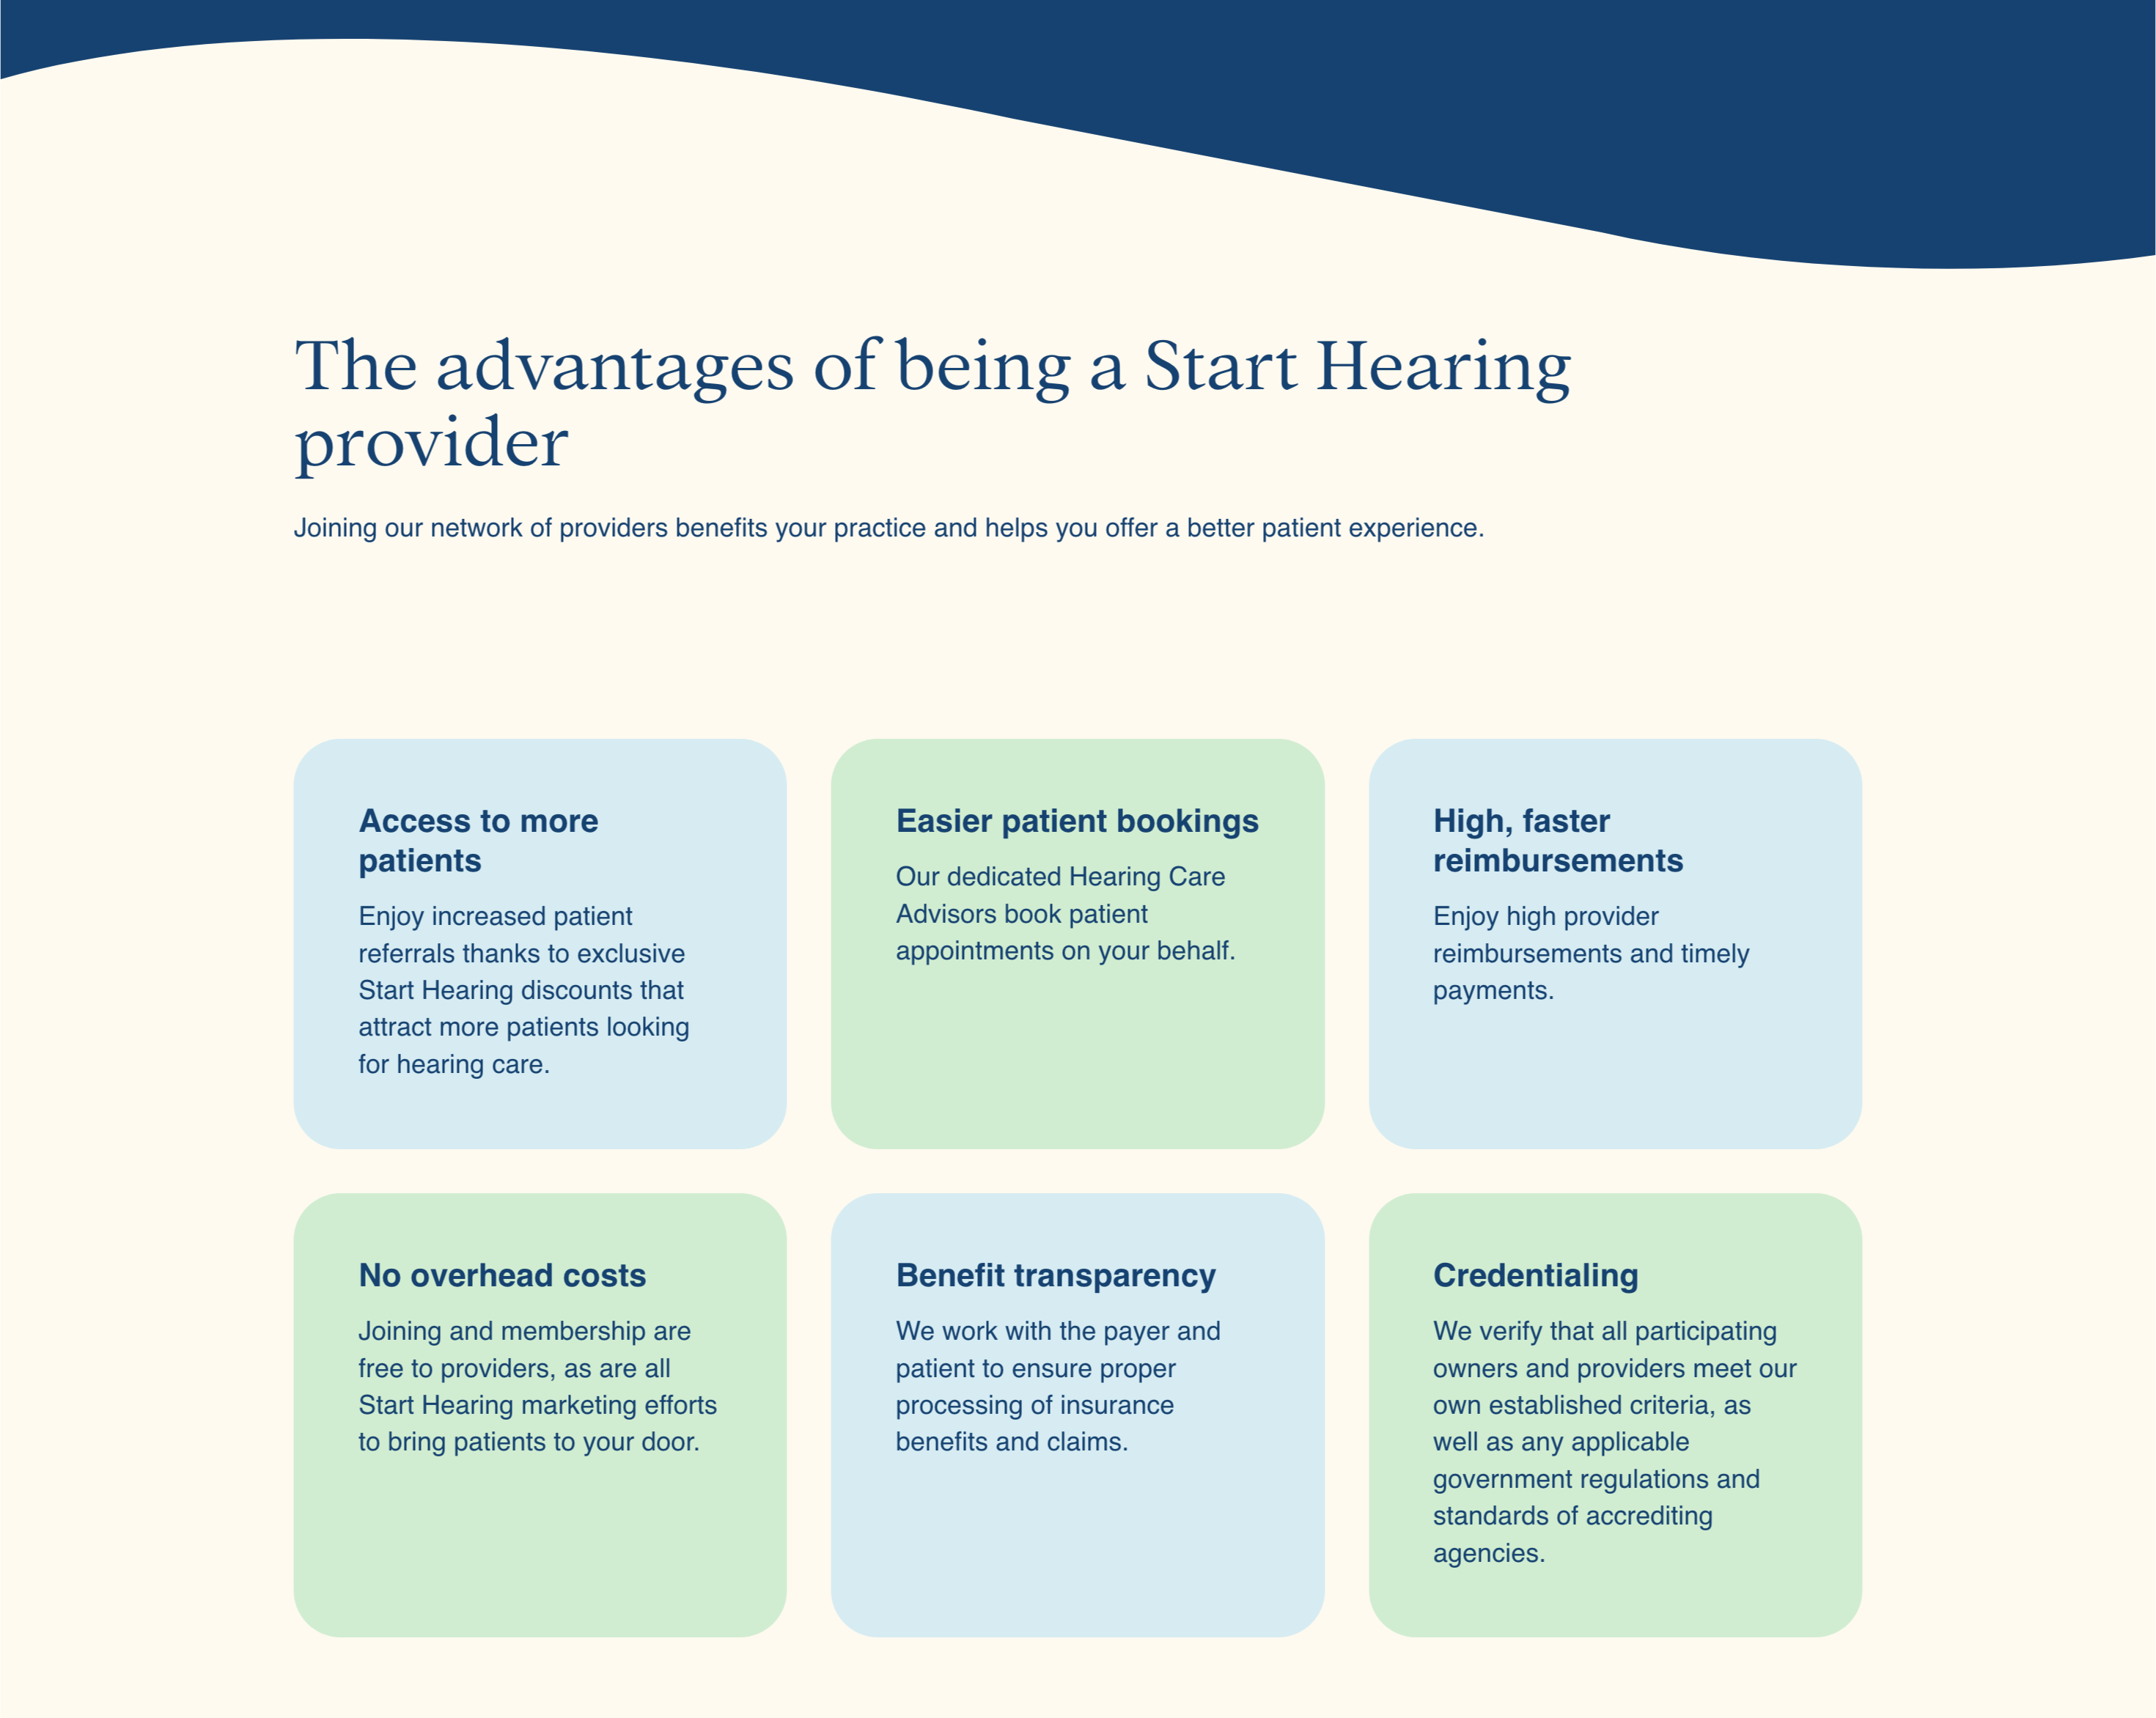 The advantages of being a Start Hearing
provider
Joining our network of providers benefits your practice and helps you offer a better patient experience.
Access to more
patients
Enjoy increased patient
referrals thanks to exclusive
Start Hearing discounts that
attract more patients looking
for hearing care.
Easier patient bookings
Our dedicated Hearing Care
Advisors book patient
appointments on your behalf.
High, faster
reimbursements
Enjoy high provider
reimbursements and timely
payments.
No overhead costs
Joining and membership are
free to providers, as are all
Start Hearing marketing efforts
to bring patients to your door.
Benefit transparency
We work with the payer and
patient to ensure proper
processing of insurance
benefits and claims.
Credentialing
We verify that all participating
owners and providers meet our
own established criteria, as
well as any applicable
government regulations and
standards of accrediting
agencies.